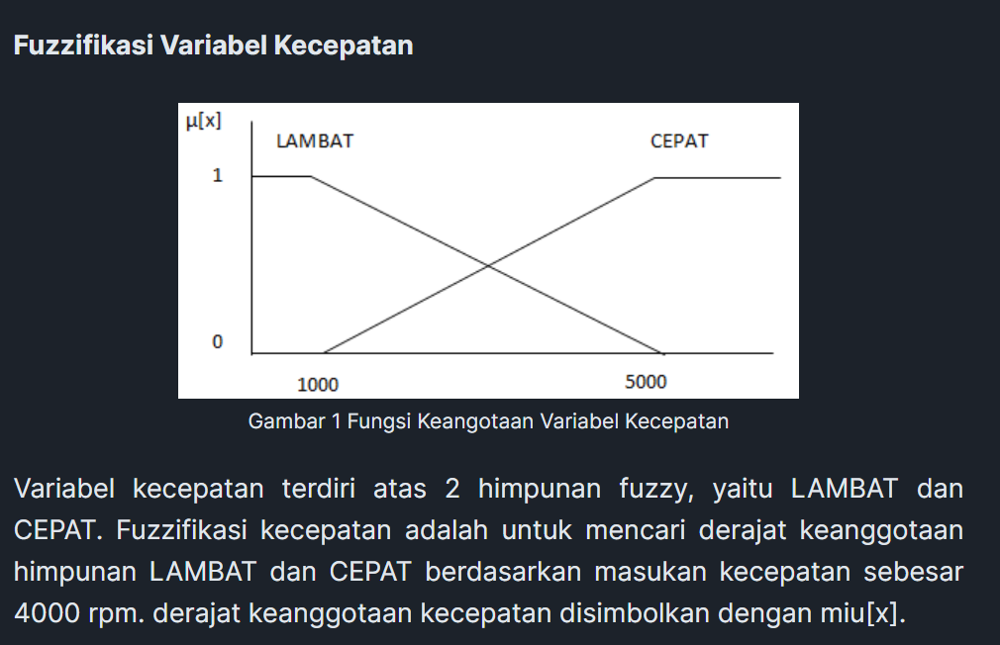 Fuzzifikasi Variabel Kecepatan
μ[x]
LAMBAT
CEPAT
1
0
1000
5000
Gambar 1 Fungsi Keangotaan Variabel Kecepatan
Variabel kecepatan terdiri atas 2 himpunan fuzzy, yaitu LAMBAT dan
CEPAT. Fuzzifikasi kecepatan adalah untuk mencari derajat keanggotaan
himpunan LAMBAT dan CEPAT berdasarkan masukan kecepatan sebesar
4000 rpm. derajat keanggotaan kecepatan disimbolkan dengan miu[x].